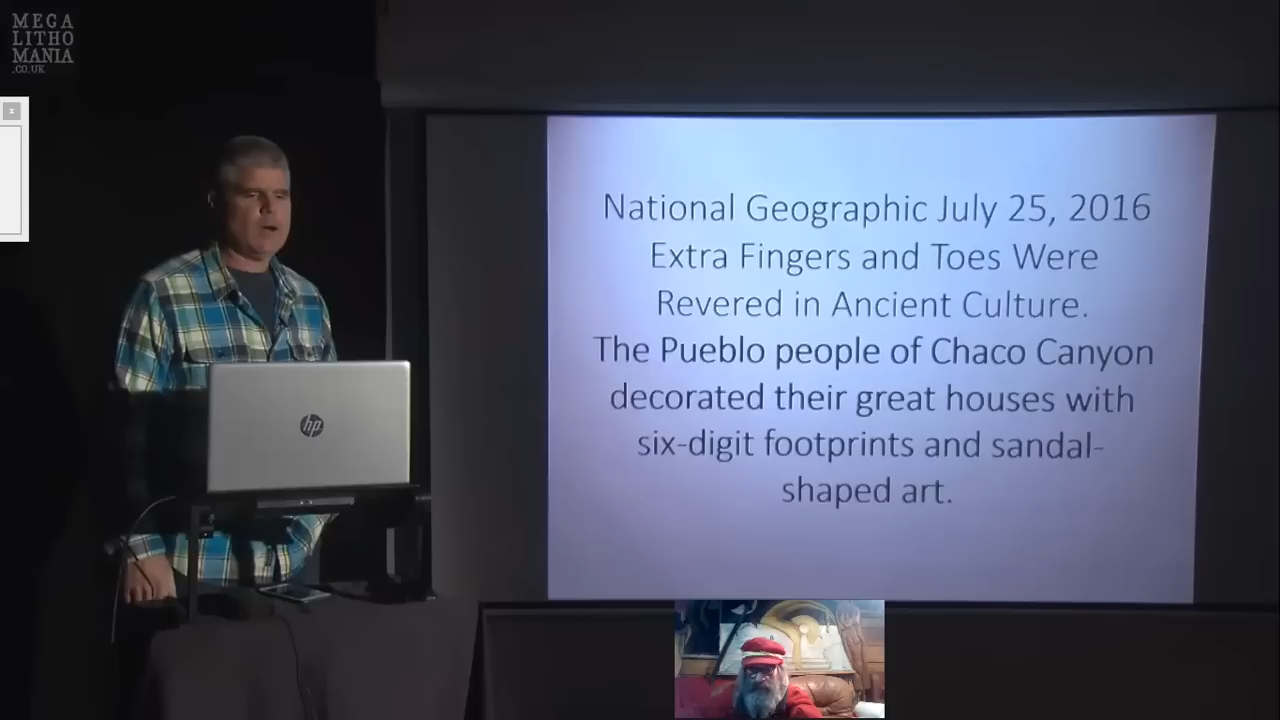 MEGA
LITHO
MANIA
.CO.UK
x
National Geographic July 25, 2016
Extra Fingers and Toes Were
Revered in Ancient Culture.
The Pueblo people of Chaco Canyon
decorated their great houses with
six-digit footprints and sandal-
shaped art.
hp